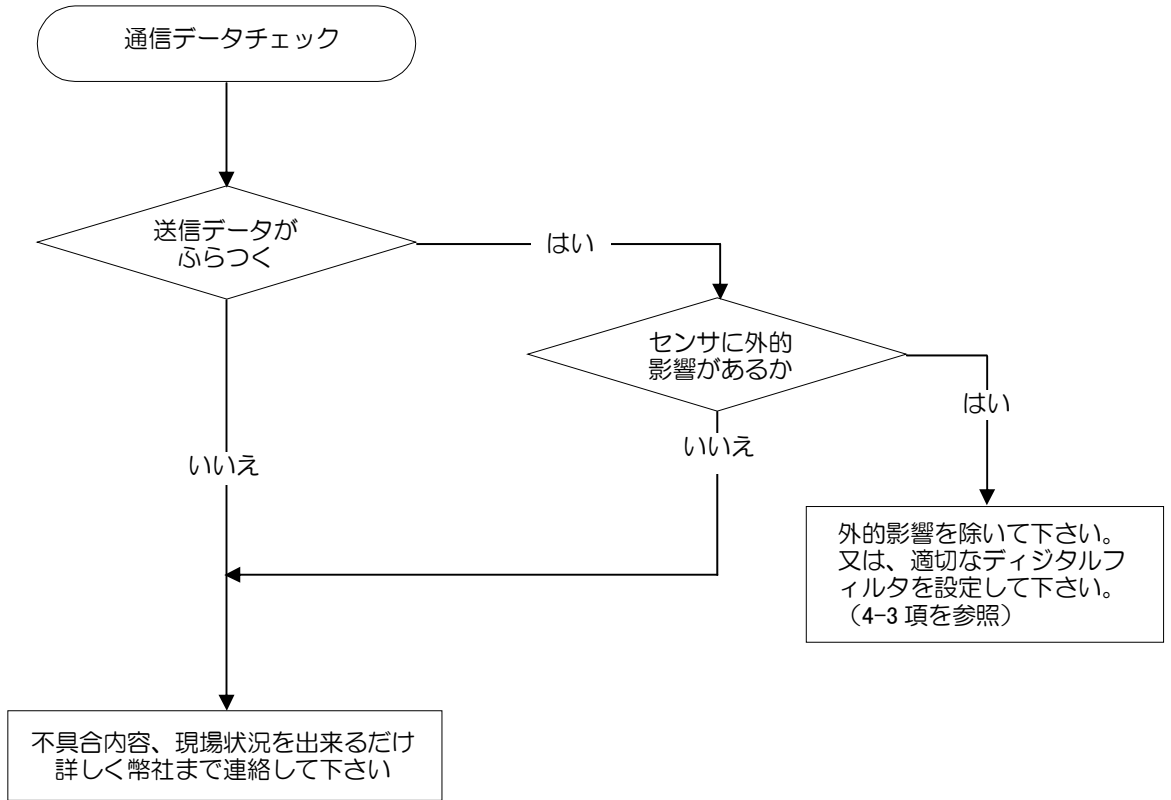 通信データチェック
送信データが
ふらつく
はい
センサに外的
影響があるか
はい
いいえ
いいえ
外的影響を除いて下さい。
又は、適切なディジタルフ
ィルタを設定して下さい。
（4-3 項を参照）
不具合内容、現場状況を出来るだけ
詳しく幣社まで連絡して下さい